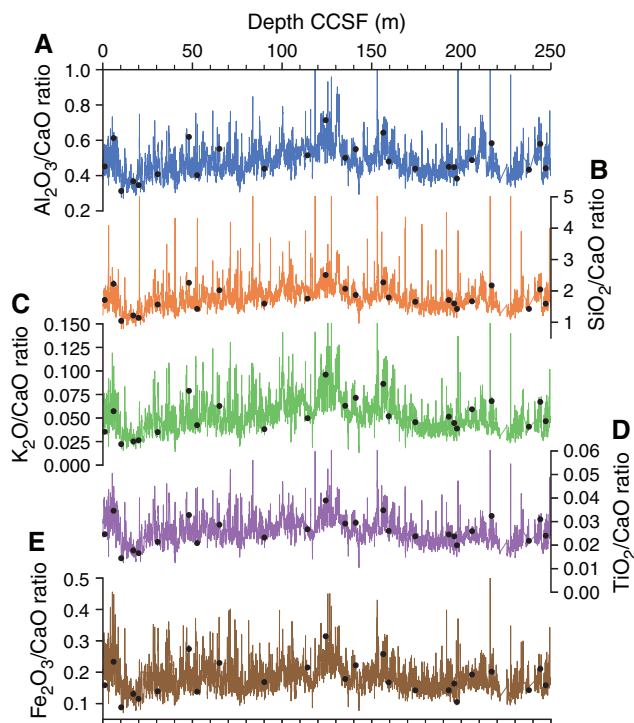 Depth CCSF (m)
0 50 100 150 200 250
A
1.0
0.8
0.6
0.4
0.2
Al₂O₃/CaO ratio
B
5
4
3
2
1
SiO₂/CaO ratio
C
0.150
0.125
0.100
0.075
0.050
0.025
0.000
K₂O/CaO ratio
D
0.06
0.05
0.04
0.03
0.02
0.01
0.00
TiO₂/CaO ratio
E
0.5
0.4
0.3
0.2
0.1
Fe₂O₃/CaO ratio